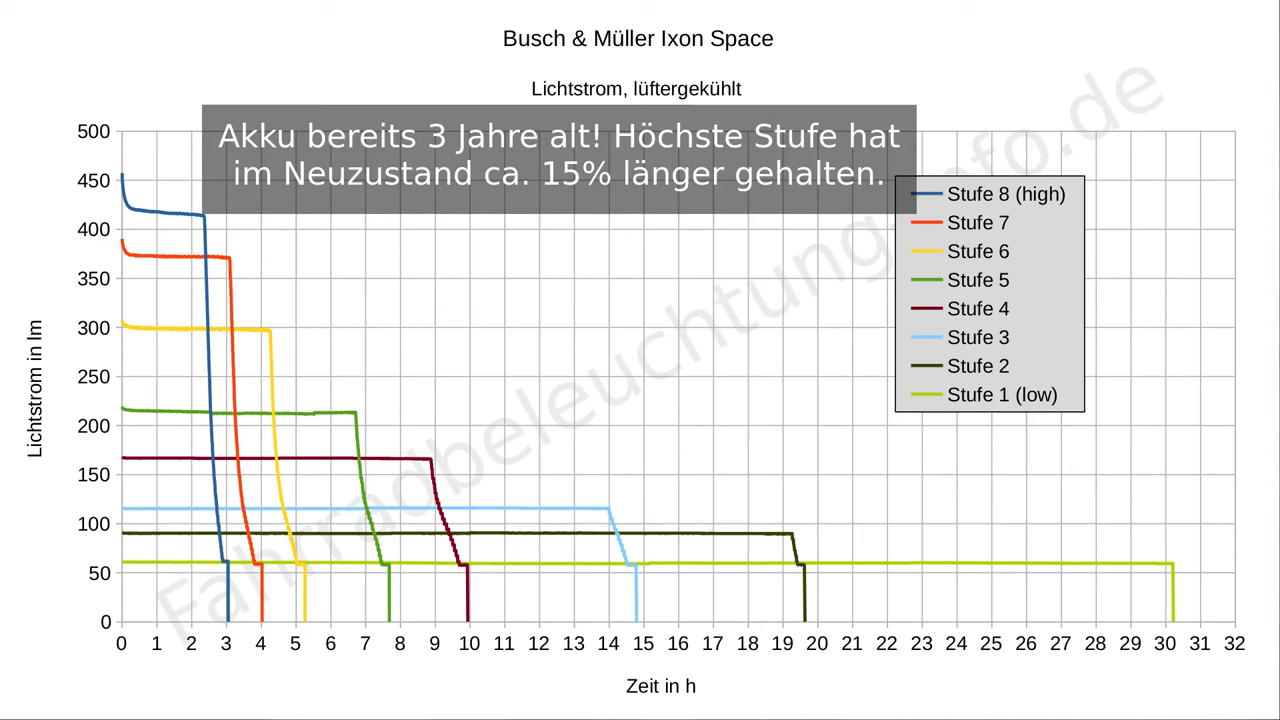 Busch & Müller Ixon Space
Lichtstrom, lüftergekühlt
Akku bereits 3 Jahre alt! Höchste Stufe hat
im Neuzustand ca. 15% länger gehalten.
500
450
400
350
300
250
200
150
100
50
0
Lichtstrom in lm
Stufe 8 (high)
Stufe 7
Stufe 6
Stufe 5
Stufe 4
Stufe 3
Stufe 2
Stufe 1 (low)
0 1 2 3 4 5 6 7 8 9 10 11 12 13 14 15 16 17 18 19 20 21 22 23 24 25 26 27 28 29 30 31 32
Zeit in h
Fahrradbeleuchtung-info.de